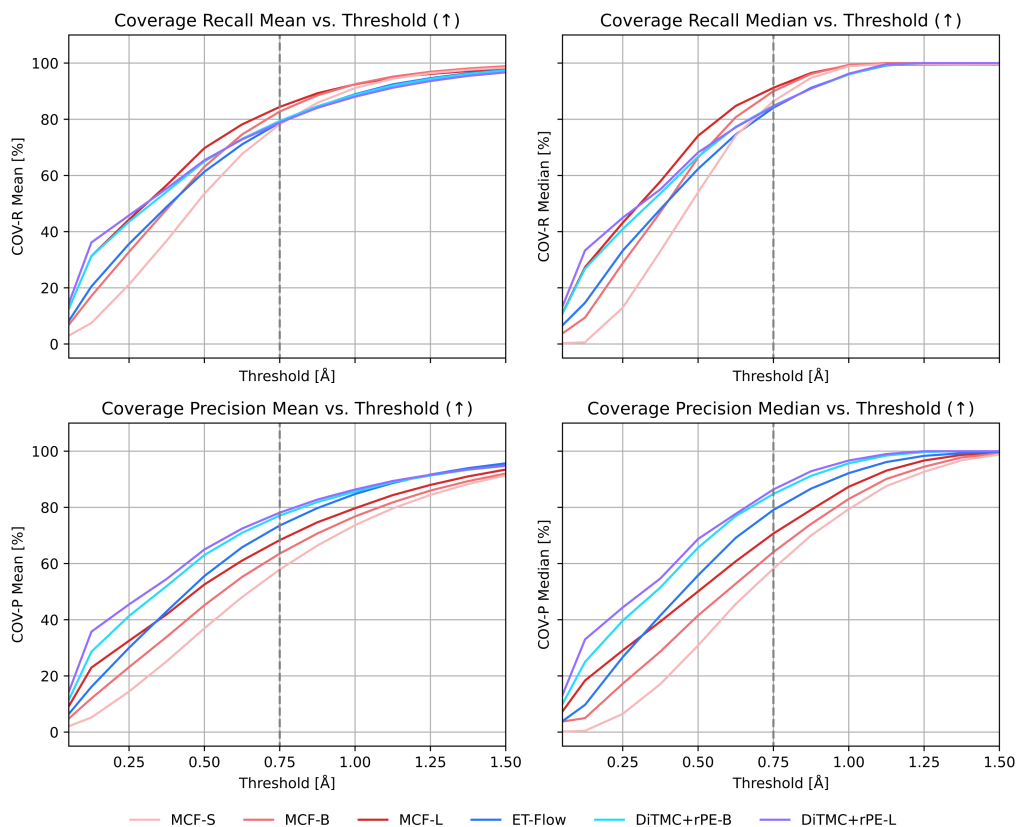 Coverage Recall Mean vs. Threshold (↑)
Coverage Recall Median vs. Threshold (↑)
COV-R Mean [%]
100
80
60
40
20
0
Threshold [Å]
COV-R Median [%]
Threshold [Å]
Coverage Precision Mean vs. Threshold (↑)
Coverage Precision Median vs. Threshold (↑)
COV-P Mean [%]
100
80
60
40
20
0
0.25 0.50 0.75 1.00 1.25 1.50
Threshold [Å]
COV-P Median [%]
0.25 0.50 0.75 1.00 1.25 1.50
Threshold [Å]
MCF-S MCF-B MCF-L ET-Flow DiTMC+rPE-B DiTMC+rPE-L